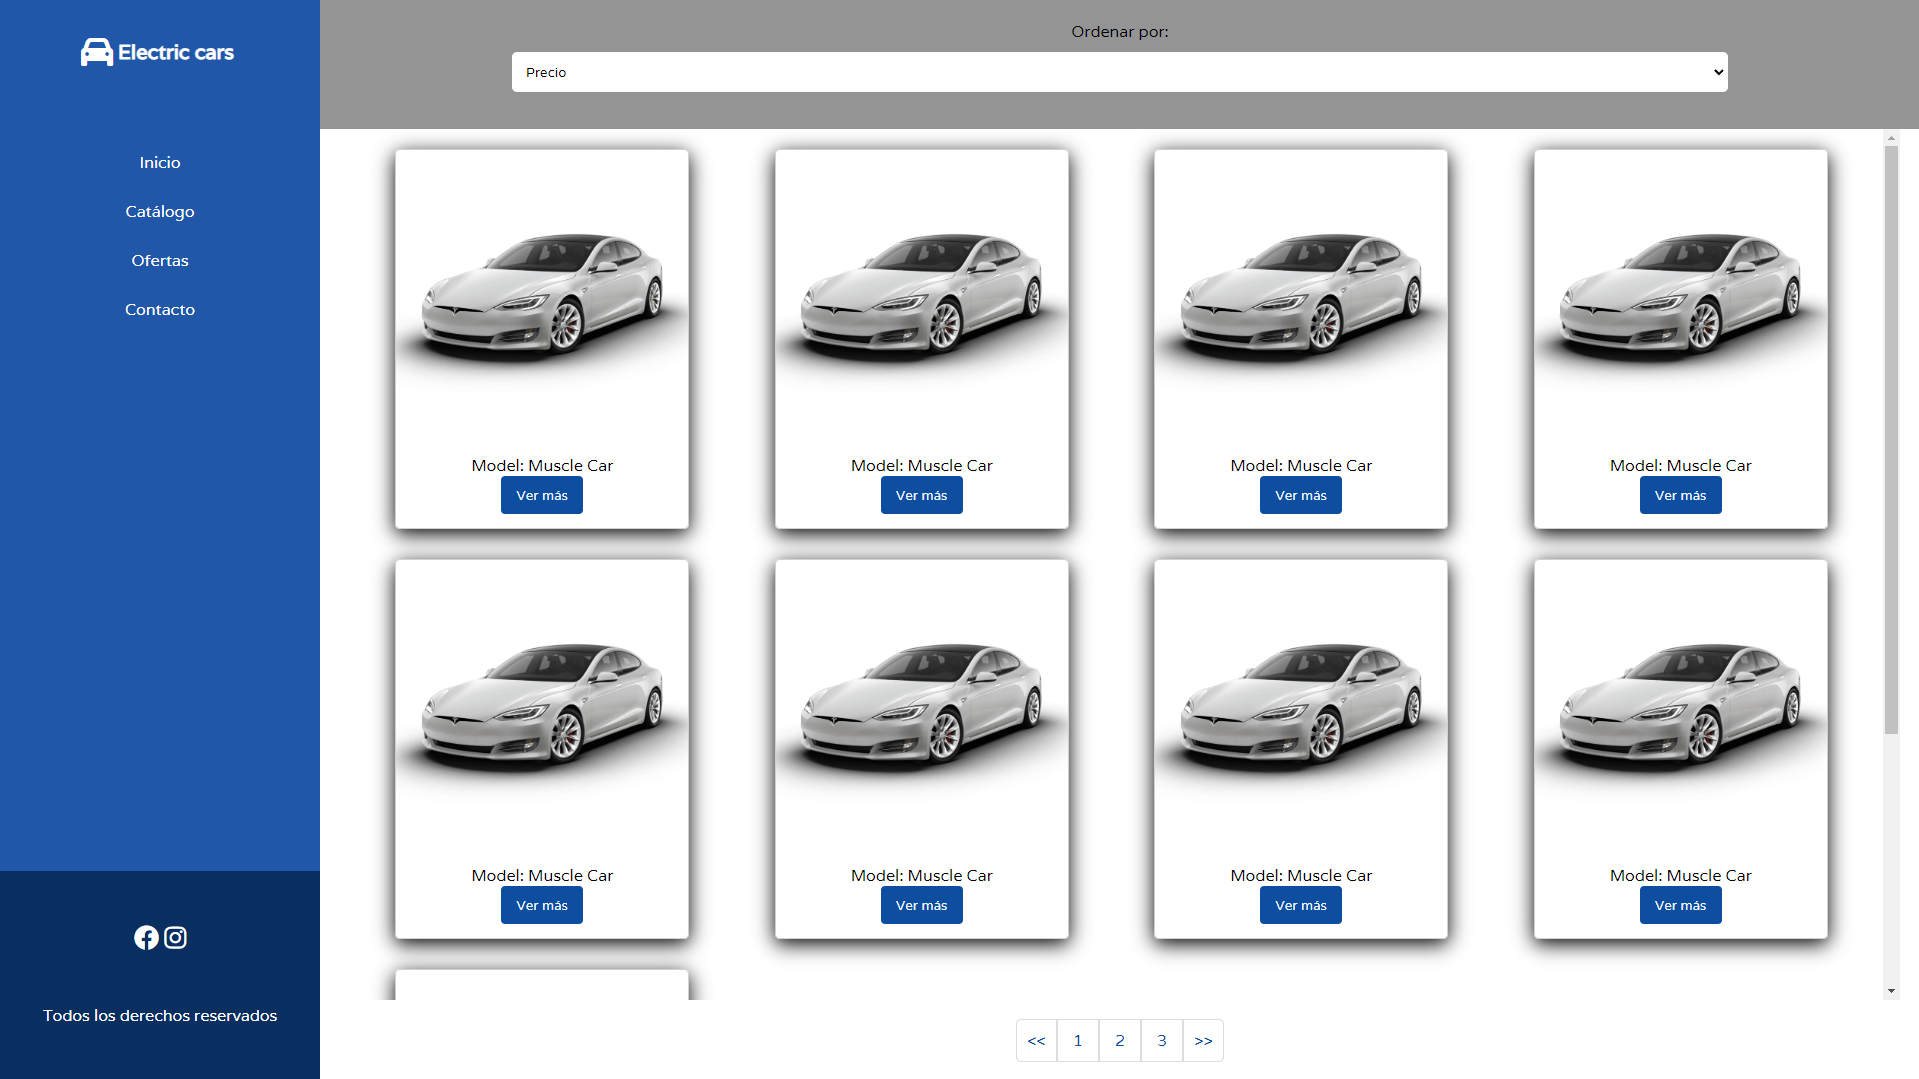 Electric cars
Inicio
Catálogo
Ofertas
Contacto
Todos los derechos reservados
Ordenar por:
Precio
Model: Muscle Car
Ver más
Model: Muscle Car
Ver más
Model: Muscle Car
Ver más
Model: Muscle Car
Ver más
Model: Muscle Car
Ver más
Model: Muscle Car
Ver más
Model: Muscle Car
Ver más
Model: Muscle Car
Ver más
<< 1 2 3 >>